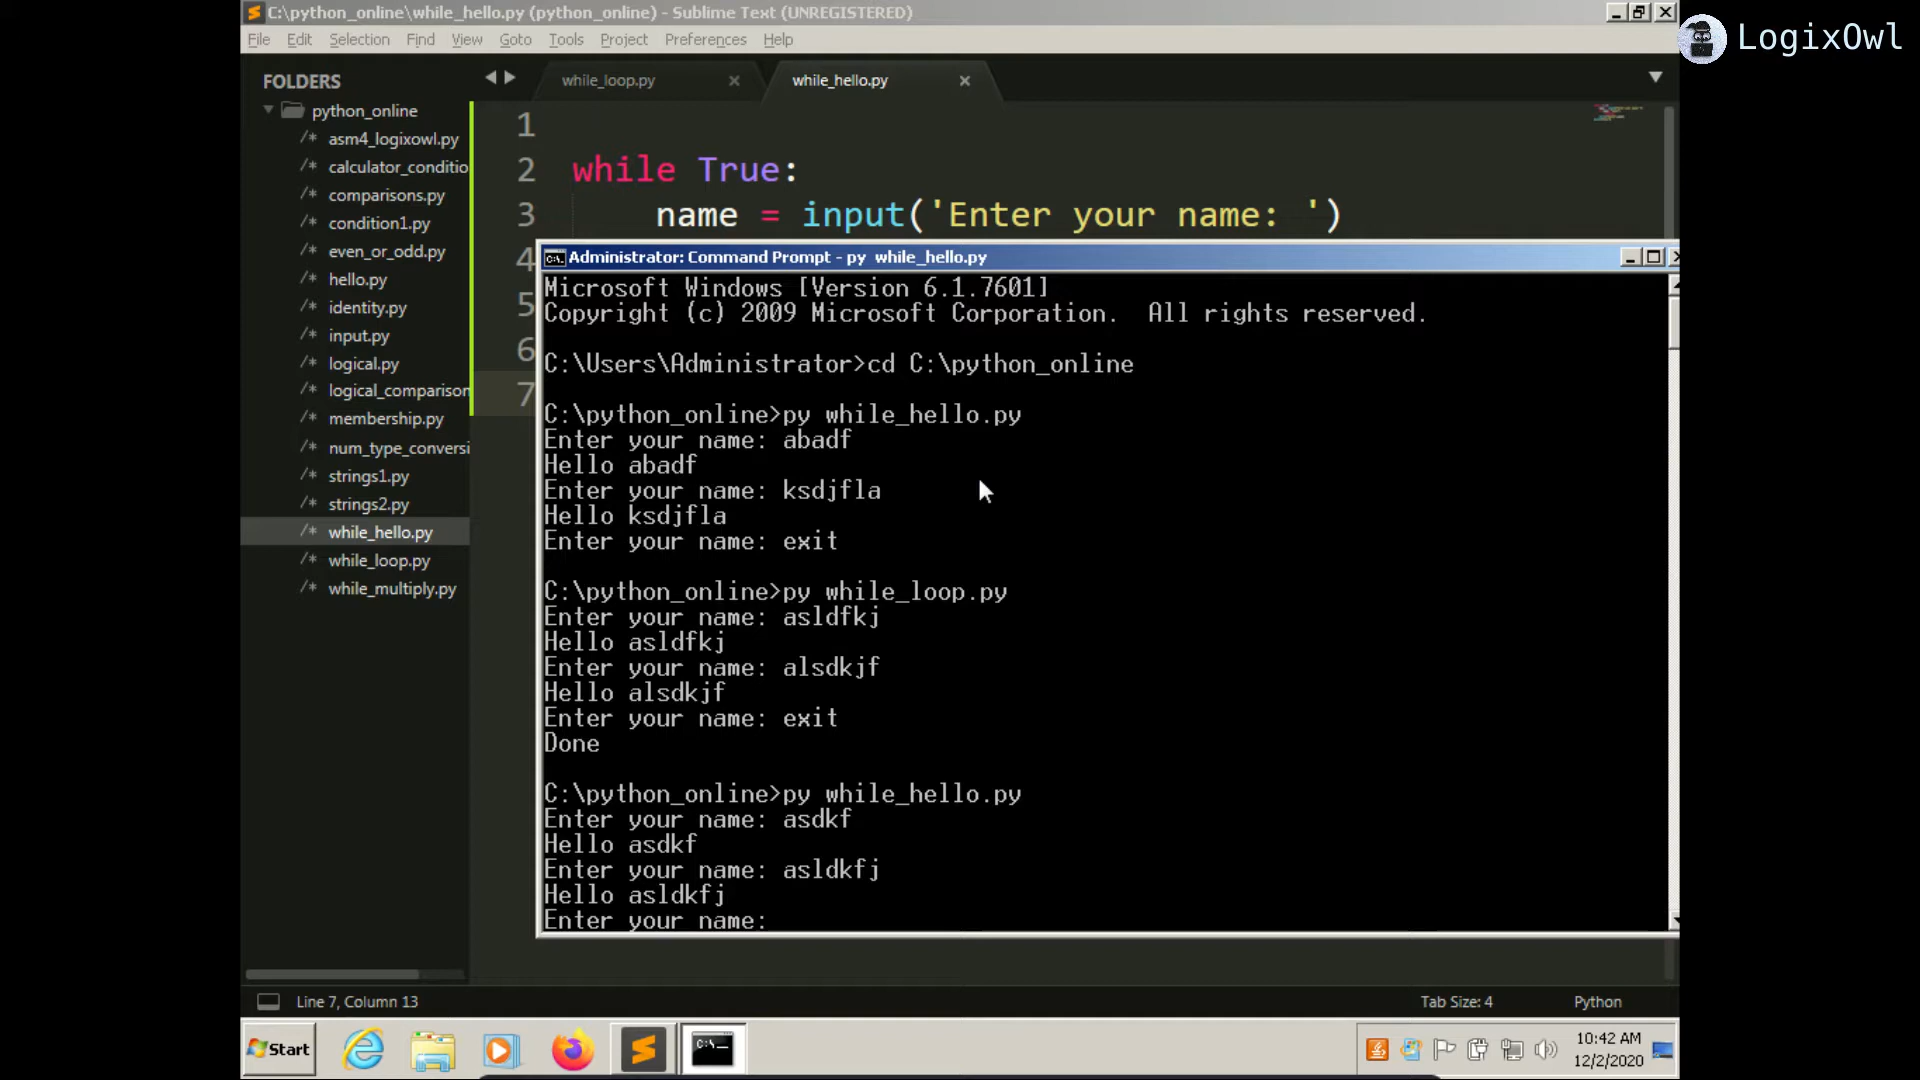 C:\python_online\while_hello.py (python_online) - Sublime Text (UNREGISTERED)
LogixOwl
File Edit Selection Find View Goto Tools Project Preferences Help
FOLDERS
python_online
/* asm4_logixowl.py
/* calculator_conditio
/* comparisons.py
/* condition1.py
/* even_or_odd.py
/* hello.py
/* identity.py
/* input.py
/* logical.py
/* logical_comparison
/* membership.py
/* num_type_conversi
/* strings1.py
/* strings2.py
/* while_hello.py
/* while_loop.py
/* while_multiply.py
while_loop.py × while_hello.py ×
1
2 while True:
3 name = input('Enter your name: ')
4
5
6
7
Administrator: Command Prompt - py while_hello.py
Microsoft Windows [Version 6.1.7601]
Copyright (c) 2009 Microsoft Corporation. All rights reserved.
C:\Users\Administrator>cd C:\python_online
C:\python_online>py while_hello.py
Enter your name: abadf
Hello abadf
Enter your name: ksdjfla
Hello ksdjfla
Enter your name: exit
C:\python_online>py while_loop.py
Enter your name: asldfkj
Hello asldfkj
Enter your name: alsdkjf
Hello alsdkjf
Enter your name: exit
Done
C:\python_online>py while_hello.py
Enter your name: asdkf
Hello asdkf
Enter your name: asldkfj
Hello asldkfj
Enter your name:
Line 7, Column 13 Tab Size: 4 Python
Start
C:\_
10:42 AM
12/2/2020